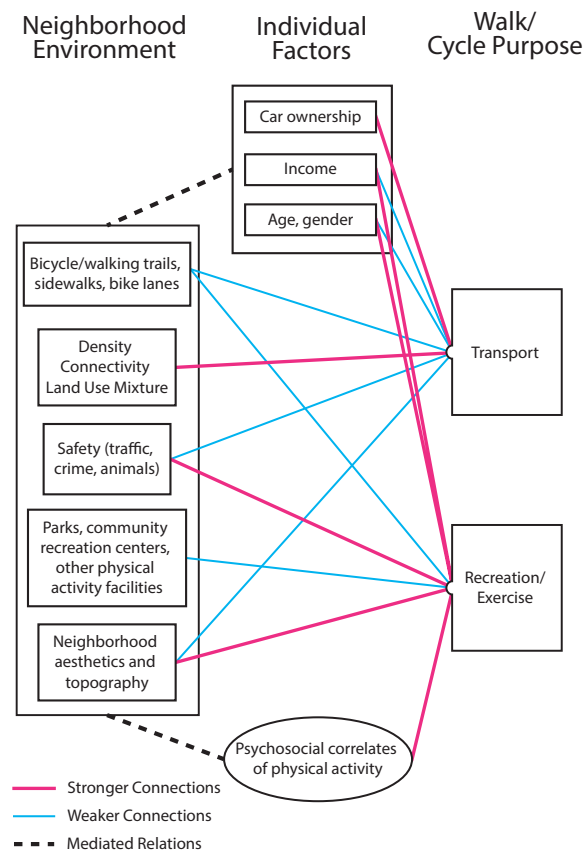 Neighborhood
Environment
Individual
Factors
Walk/
Cycle Purpose
Car ownership
Income
Age, gender
Bicycle/walking trails,
sidewalks, bike lanes
Density
Connectivity
Land Use Mixture
Safety (traffic,
crime, animals)
Parks, community
recreation centers,
other physical
activity facilities
Neighborhood
aesthetics and
topography
Transport
Recreation/
Exercise
Psychosocial correlates
of physical activity
Stronger Connections
Weaker Connections
Mediated Relations